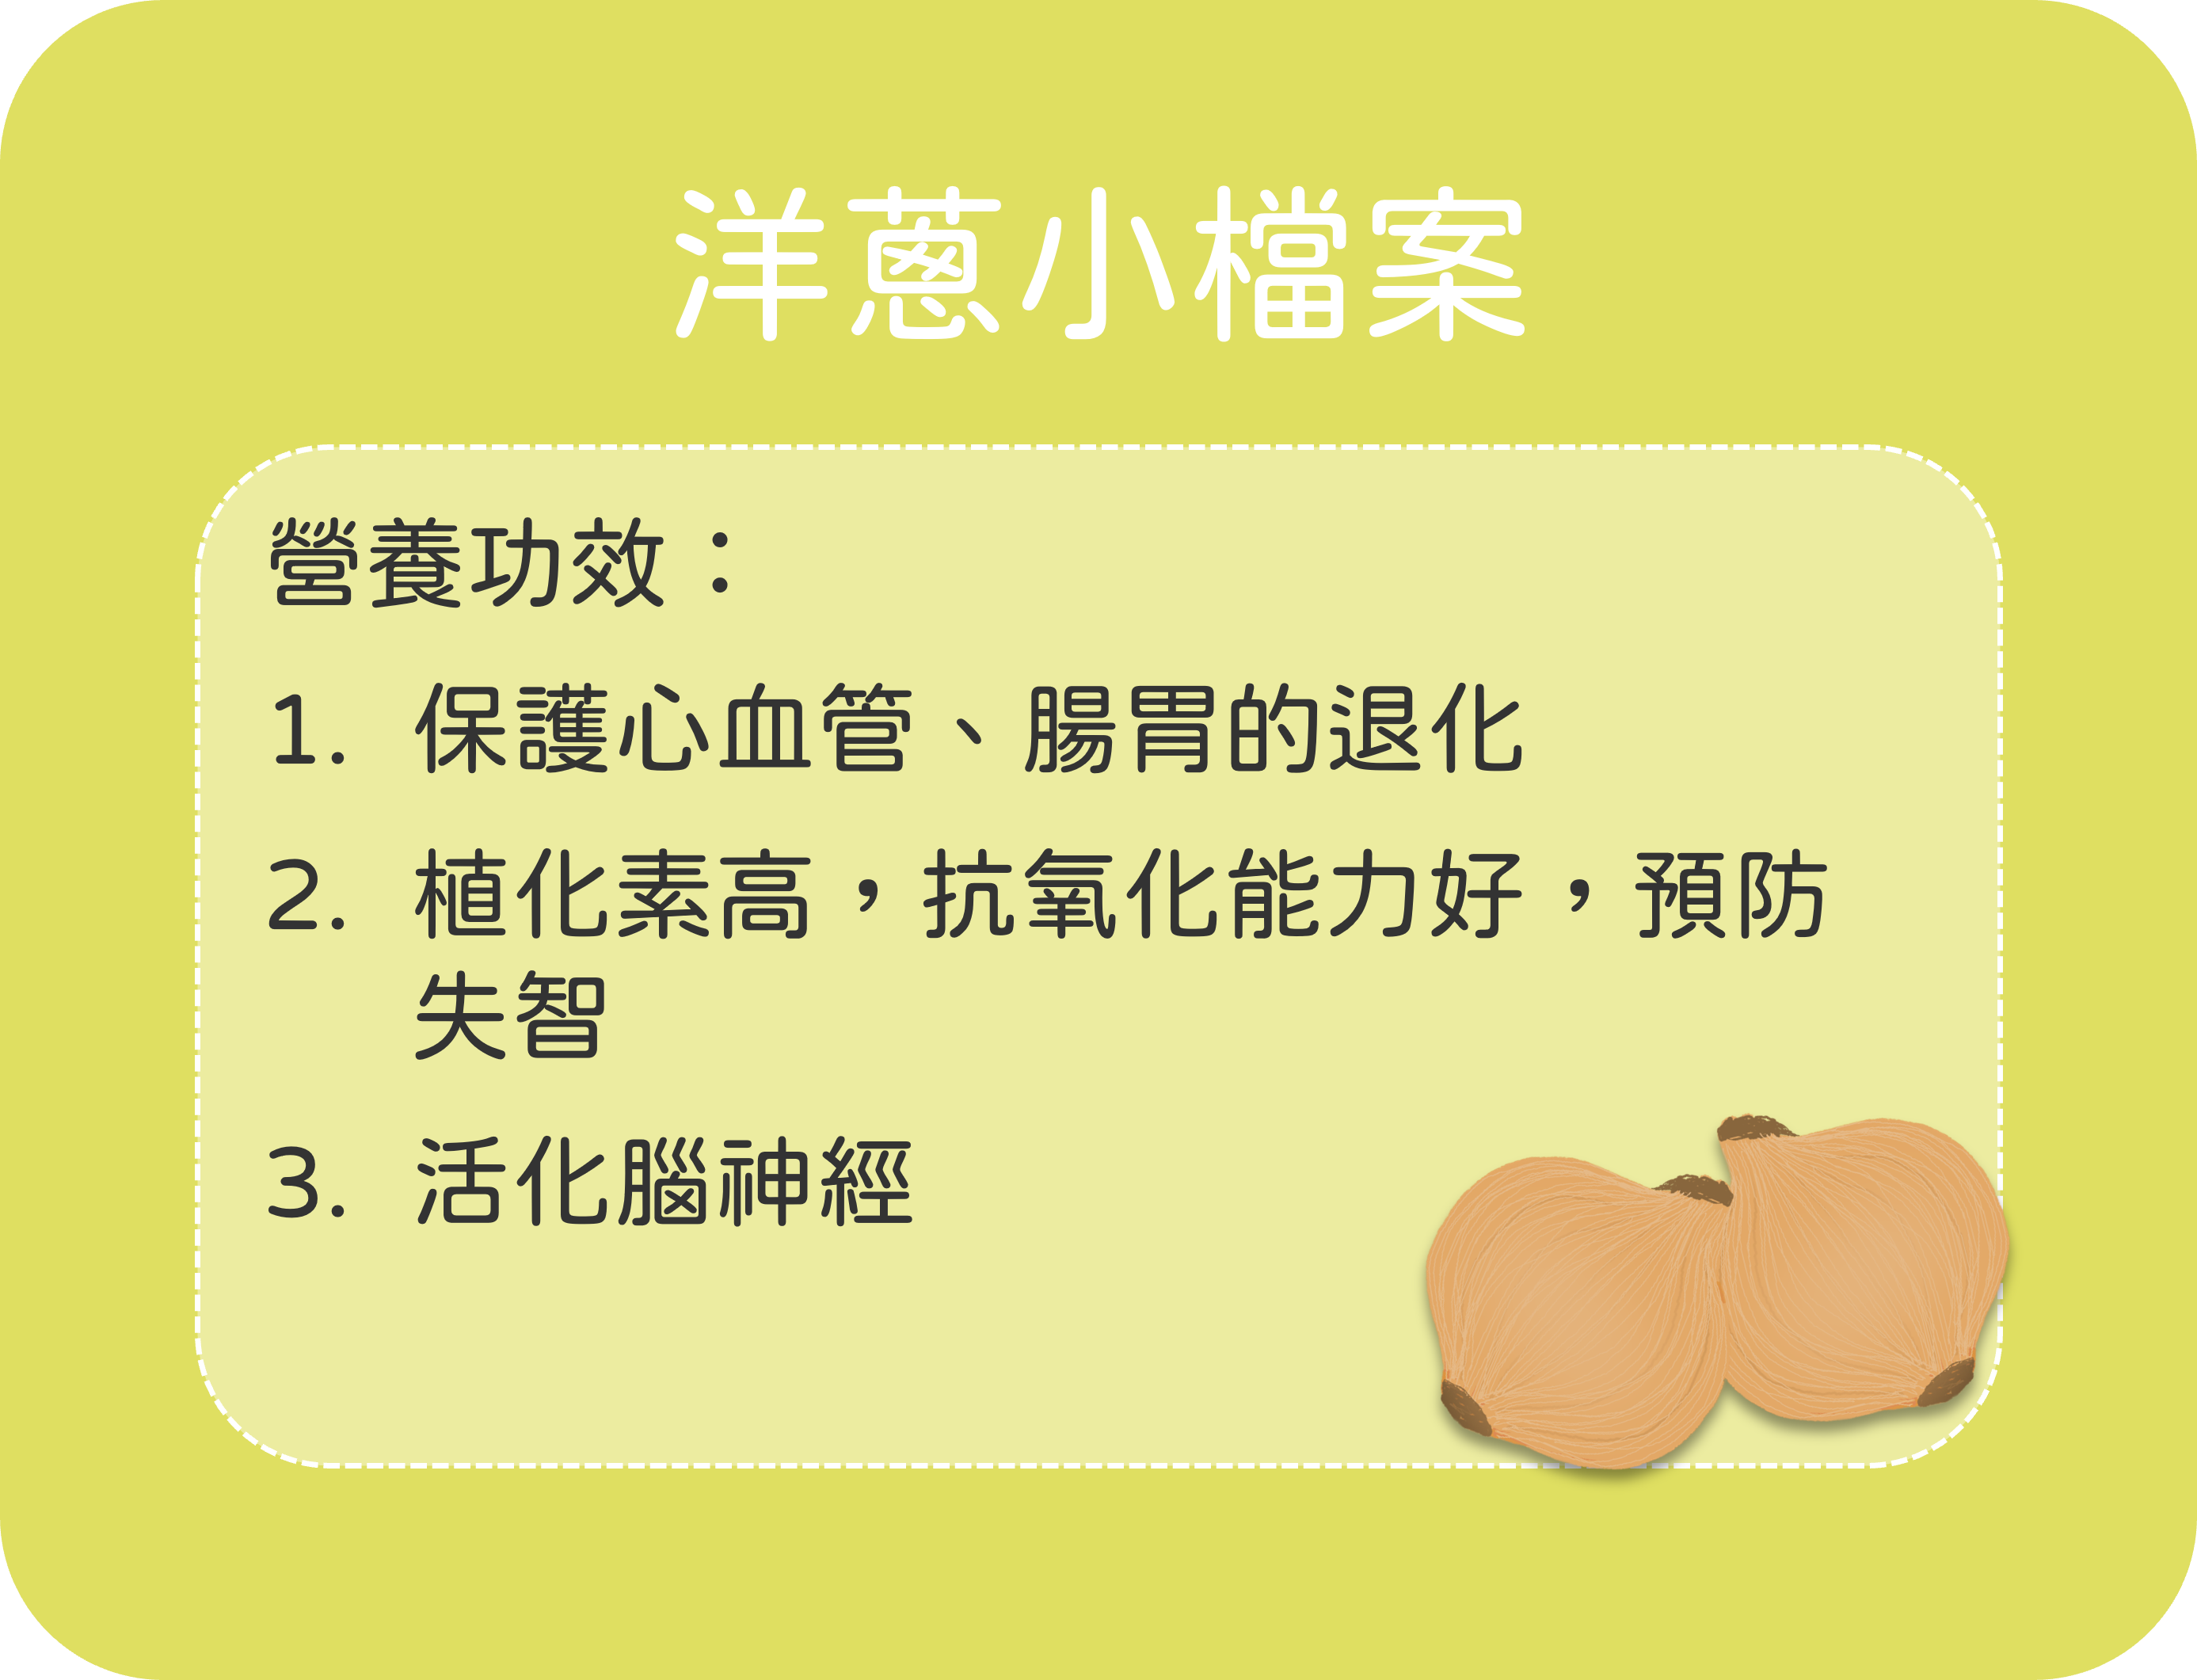 洋蔥小檔案
營養功效：
1. 保護心血管、腸胃的退化
2. 植化素高，抗氧化能力好，預防
失智
3. 活化腦神經